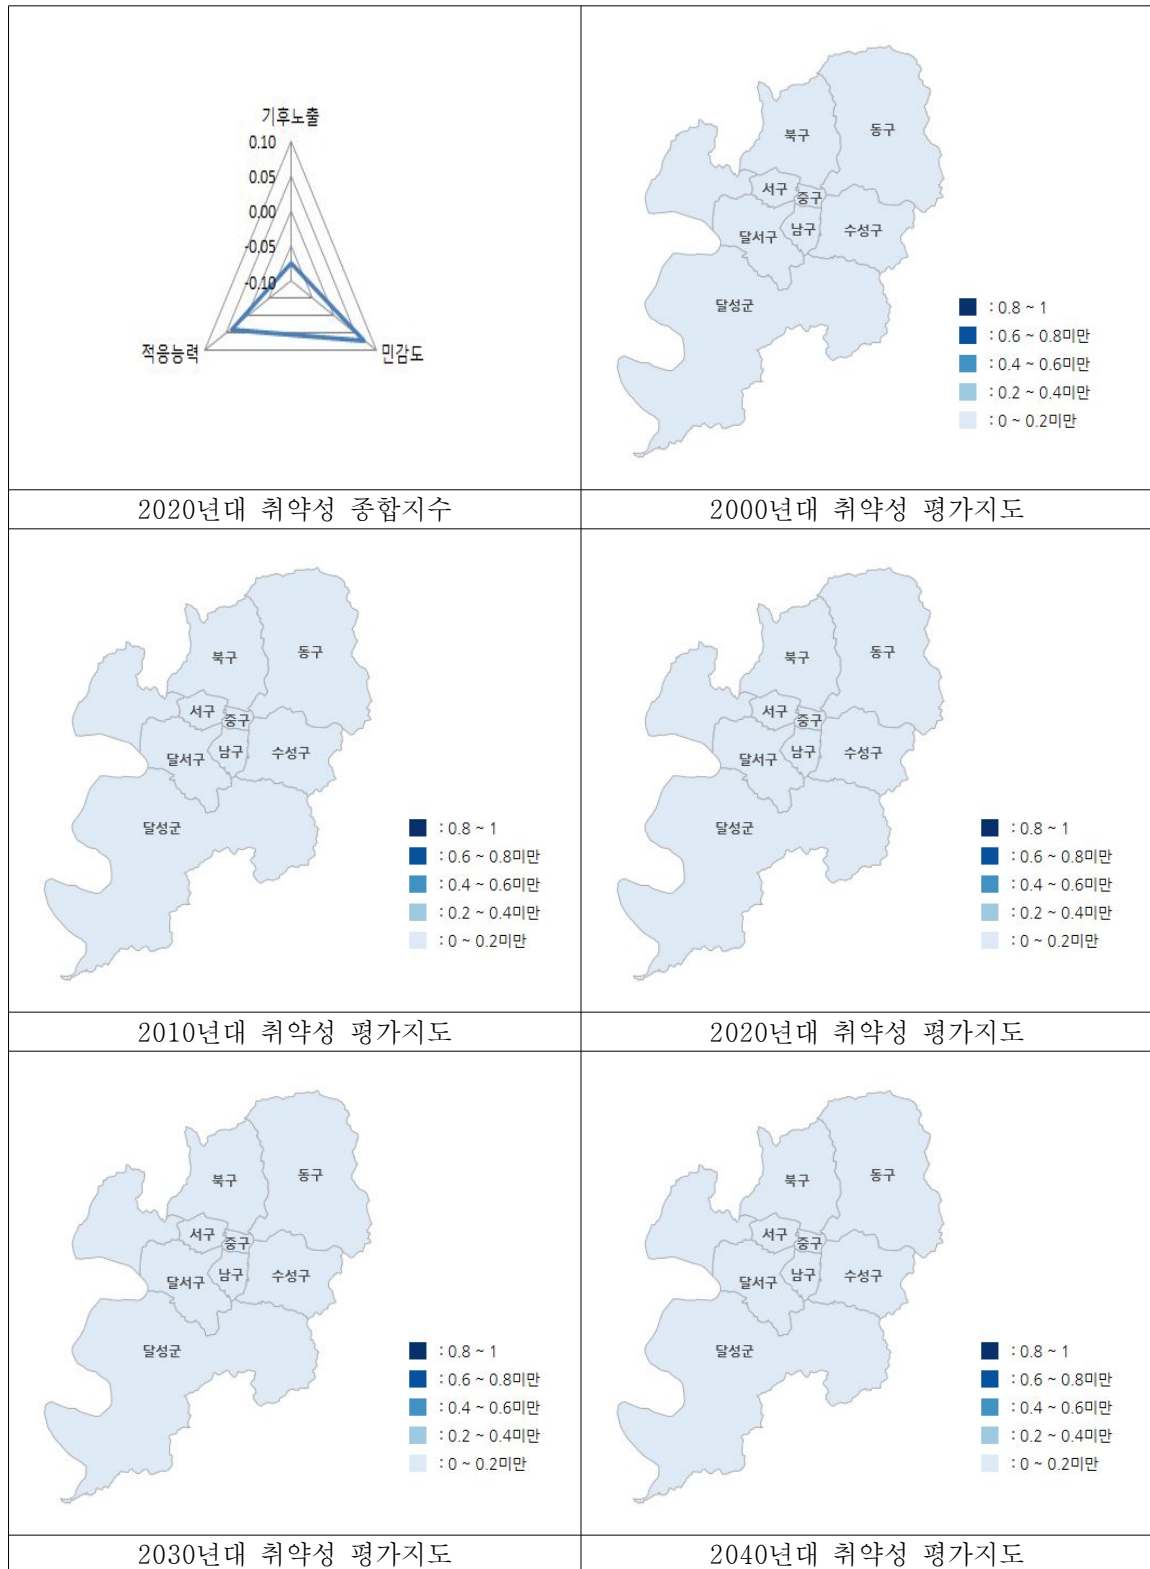 기후노출
0.10
0.05
0.00
-0.05
-0.10
적응능력
민감도
2020년대 취약성 종합지수
북구
동구
서구
중구
달서구
남구
수성구
달성군
: 0.8 ~ 1
: 0.6 ~ 0.8미만
: 0.4 ~ 0.6미만
: 0.2 ~ 0.4미만
: 0 ~ 0.2미만
2000년대 취약성 평가지도
북구
동구
서구
중구
달서구
남구
수성구
달성군
: 0.8 ~ 1
: 0.6 ~ 0.8미만
: 0.4 ~ 0.6미만
: 0.2 ~ 0.4미만
: 0 ~ 0.2미만
2010년대 취약성 평가지도
북구
동구
서구
중구
달서구
남구
수성구
달성군
: 0.8 ~ 1
: 0.6 ~ 0.8미만
: 0.4 ~ 0.6미만
: 0.2 ~ 0.4미만
: 0 ~ 0.2미만
2020년대 취약성 평가지도
북구
동구
서구
중구
달서구
남구
수성구
달성군
: 0.8 ~ 1
: 0.6 ~ 0.8미만
: 0.4 ~ 0.6미만
: 0.2 ~ 0.4미만
: 0 ~ 0.2미만
2030년대 취약성 평가지도
북구
동구
서구
중구
달서구
남구
수성구
달성군
: 0.8 ~ 1
: 0.6 ~ 0.8미만
: 0.4 ~ 0.6미만
: 0.2 ~ 0.4미만
: 0 ~ 0.2미만
2040년대 취약성 평가지도